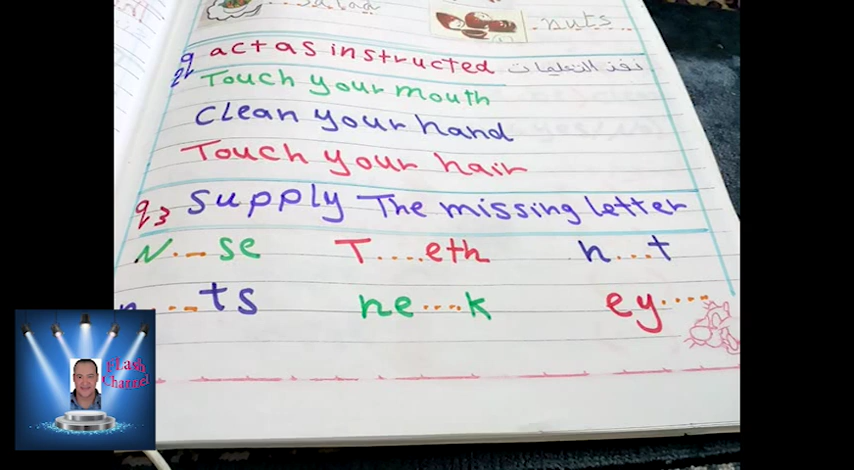 salad
nuts
q2 act as instructed نفذ التعليمات
Touch your mouth
Clean your hand
Touch your hair
q3 supply The missing letter
N....se T....eth n...t
n...ts ne...k ey....
FLash
Channel